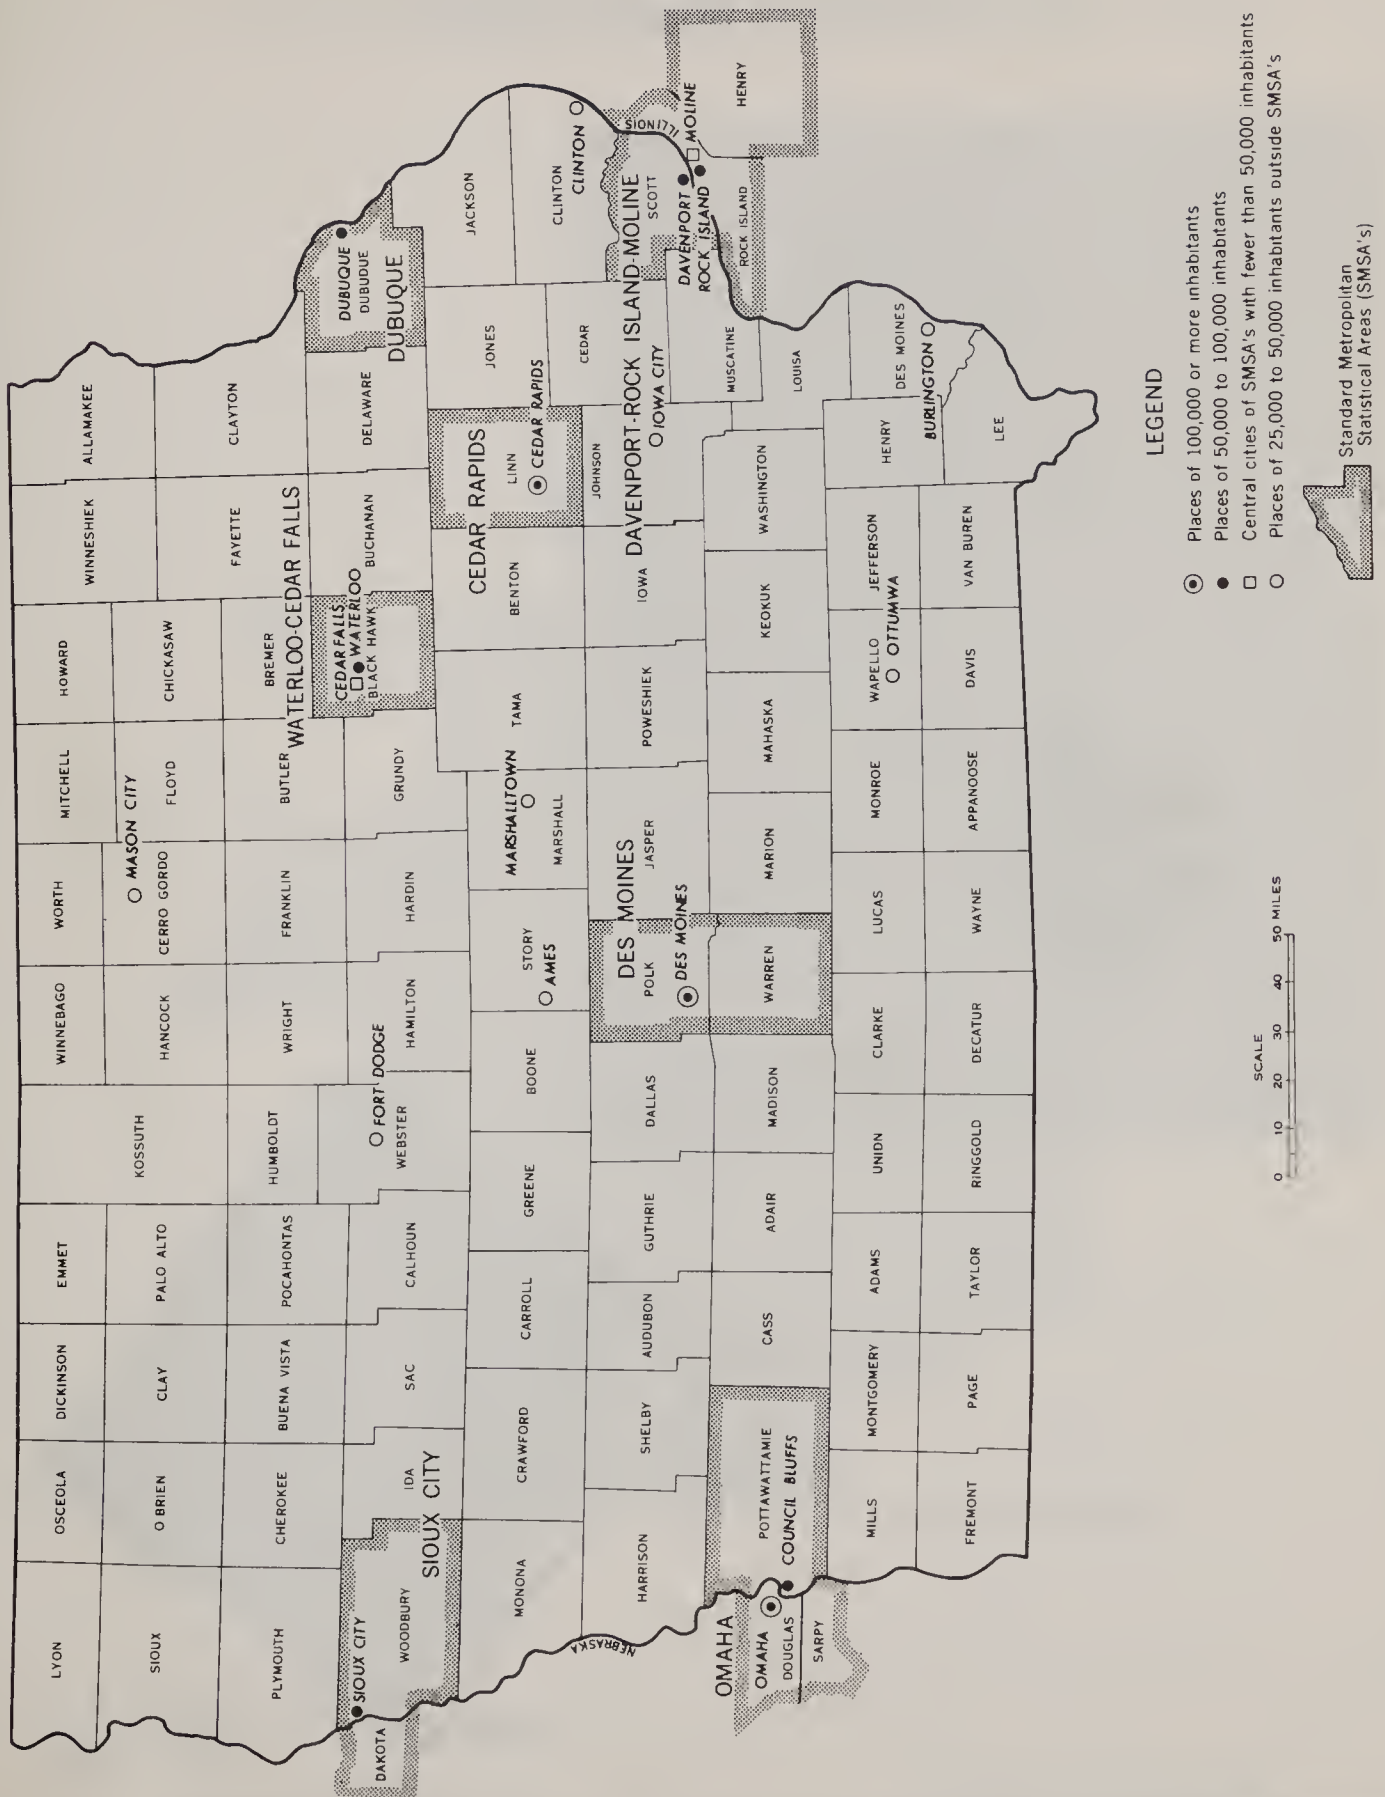 LYON
OSCEOLA
DICKINSON
EMMET
KOSSUTH
WINNEBAGO
WORTH
MITCHELL
HOWARD
WINNESHIEK
ALLAMAKEE
SIOUX
O BRIEN
CLAY
PALO ALTO
HANCOCK
CERRO GORDO
MASON CITY
FLOYD
CHICKASAW
FAYETTE
CLAYTON
PLYMOUTH
CHEROKEE
BUENA VISTA
POCAHONTAS
HUMBOLDT
WRIGHT
FRANKLIN
BUTLER
BREMER
WATERLOO-CEDAR FALLS
BUCHANAN
DELAWARE
DUBUQUE
DUBUDUE
DUBUQUE
CEDAR FALLS
WATERLOO
BLACK HAWK
DAKOTA
SIOUX CITY
WOODBURY
SIOUX CITY
IDA
SAC
CALHOUN
FORT DODGE
WEBSTER
HAMILTON
HARDIN
GRUNDY
MONONA
CRAWFORD
CARROLL
GREENE
BOONE
STORY
AMES
MARSHALLTOWN
MARSHALL
TAMA
BENTON
CEDAR RAPIDS
LINN
CEDAR RAPIDS
JONES
JACKSON
NEBRASKA
HARRISON
SHELBY
AUDUBON
GUTHRIE
DALLAS
DES MOINES
POLK
DES MOINES
JASPER
POWESHIEK
IOWA
JOHNSON
IOWA CITY
CEDAR
CLINTON
CLINTON
DAVENPORT-ROCK ISLAND-MOLINE
SCOTT
ILLINOIS
DAVENPORT
ROCK ISLAND
MOLINE
ROCK ISLAND
HENRY
OMAHA
OMAHA
DOUGLAS
SARPY
POTTAWATTAMIE
COUNCIL BLUFFS
CASS
ADAIR
MADISON
WARREN
MARION
MAHASKA
KEOKUK
WASHINGTON
MUSCATINE
LOUISA
MILLS
MONTGOMERY
ADAMS
UNIDN
CLARKE
LUCAS
MONROE
WAPELLO
OTTUMWA
JEFFERSON
HENRY
DES MOINES
BURLINGTON
FREMONT
PAGE
TAYLOR
RINGGOLD
DECATUR
WAYNE
APPANOOSE
DAVIS
VAN BUREN
LEE
SCALE
0 10 20 30 40 50 MILES
LEGEND
Places of 100,000 or more inhabitants
Places of 50,000 to 100,000 inhabitants
Central cities of SMSA's with fewer than 50,000 inhabitants
Places of 25,000 to 50,000 inhabitants outside SMSA's
Standard Metropolitan
Statistical Areas (SMSA's)